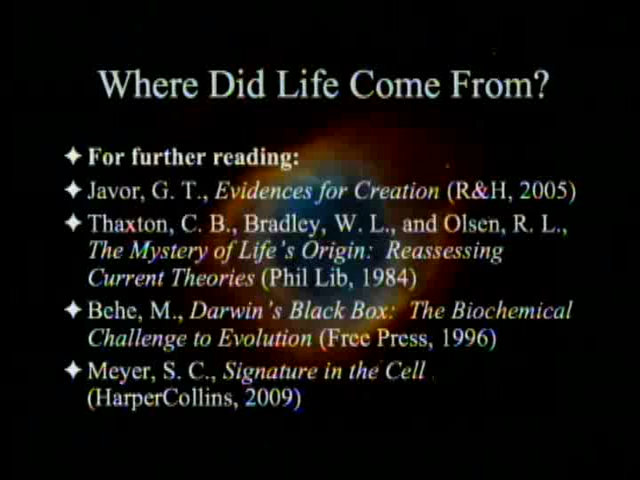 Where Did Life Come From?
For further reading:
Javor, G. T., Evidences for Creation (R&H, 2005)
Thaxton, C. B., Bradley, W. L., and Olsen, R. L.,
The Mystery of Life's Origin: Reassessing
Current Theories (Phil Lib, 1984)
Behe, M., Darwin's Black Box: The Biochemical
Challenge to Evolution (Free Press, 1996)
Meyer, S. C., Signature in the Cell
(HarperCollins, 2009)